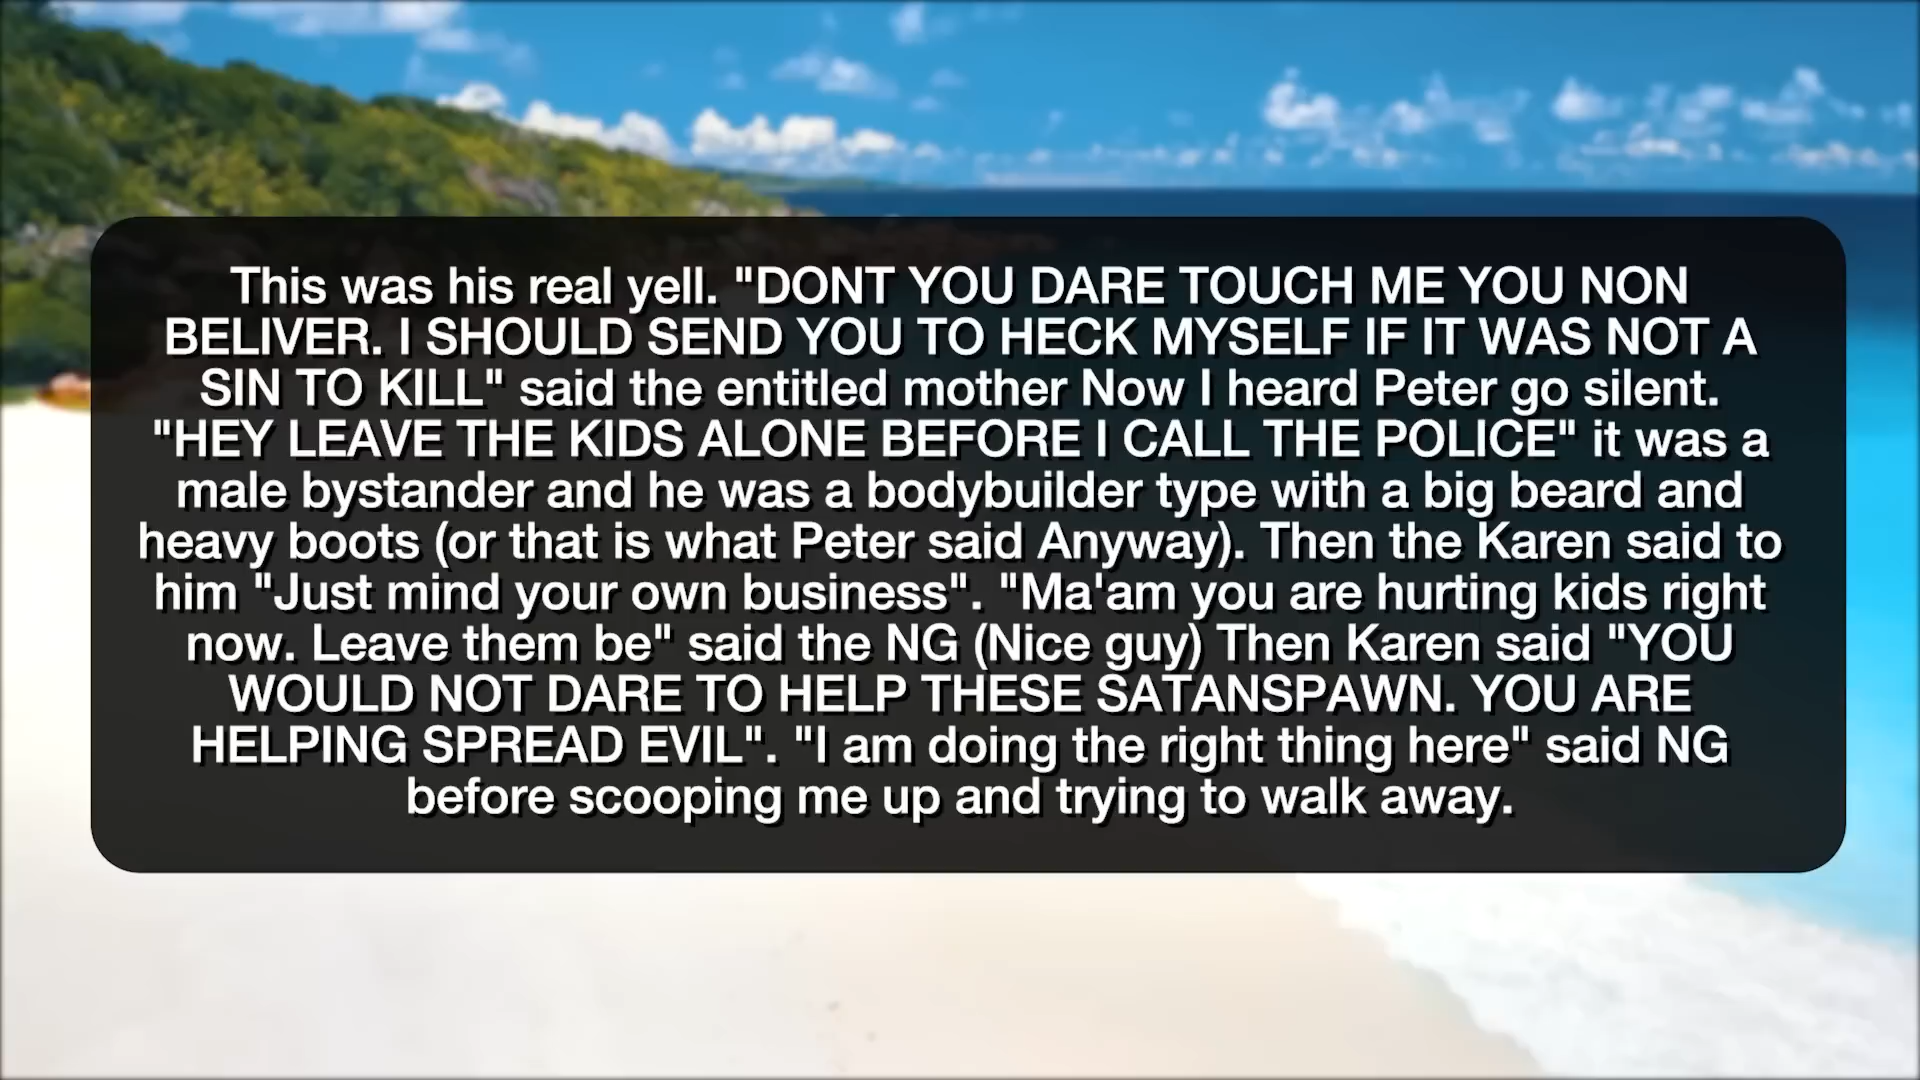 This was his real yell. "DONT YOU DARE TOUCH ME YOU NON
BELIVER. I SHOULD SEND YOU TO HECK MYSELF IF IT WAS NOT A
SIN TO KILL" said the entitled mother Now I heard Peter go silent.
"HEY LEAVE THE KIDS ALONE BEFORE I CALL THE POLICE" it was a
male bystander and he was a bodybuilder type with a big beard and
heavy boots (or that is what Peter said Anyway). Then the Karen said to
him "Just mind your own business". "Ma'am you are hurting kids right
now. Leave them be" said the NG (Nice guy) Then Karen said "YOU
WOULD NOT DARE TO HELP THESE SATANSPAWN. YOU ARE
HELPING SPREAD EVIL". "I am doing the right thing here" said NG
before scooping me up and trying to walk away.